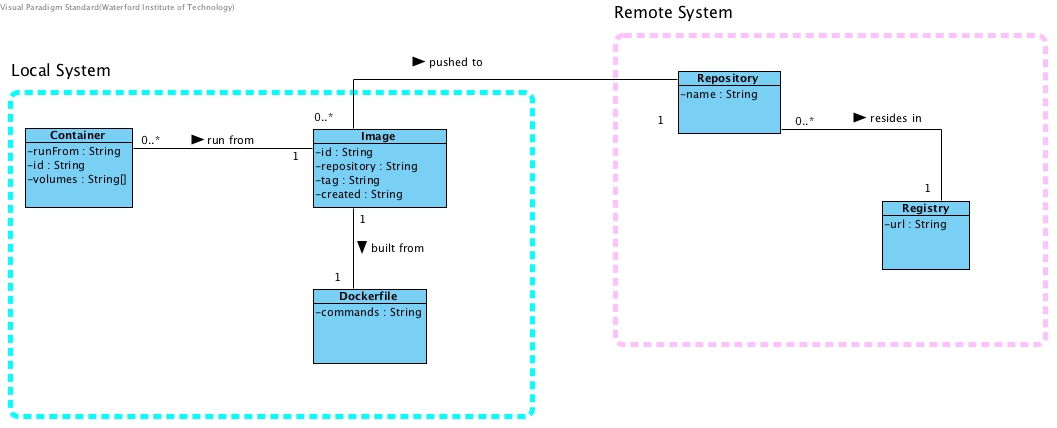 Visual Paradigm Standard(Waterford Institute of Technology)
Remote System
Local System
pushed to
Repository
-name : String
1
0..*
resides in
1
Registry
-url : String
Container
-runFrom : String
-id : String
-volumes : String[]
0..*
run from
1
0..*
Image
-id : String
-repository : String
-tag : String
-created : String
1
built from
1
Dockerfile
-commands : String